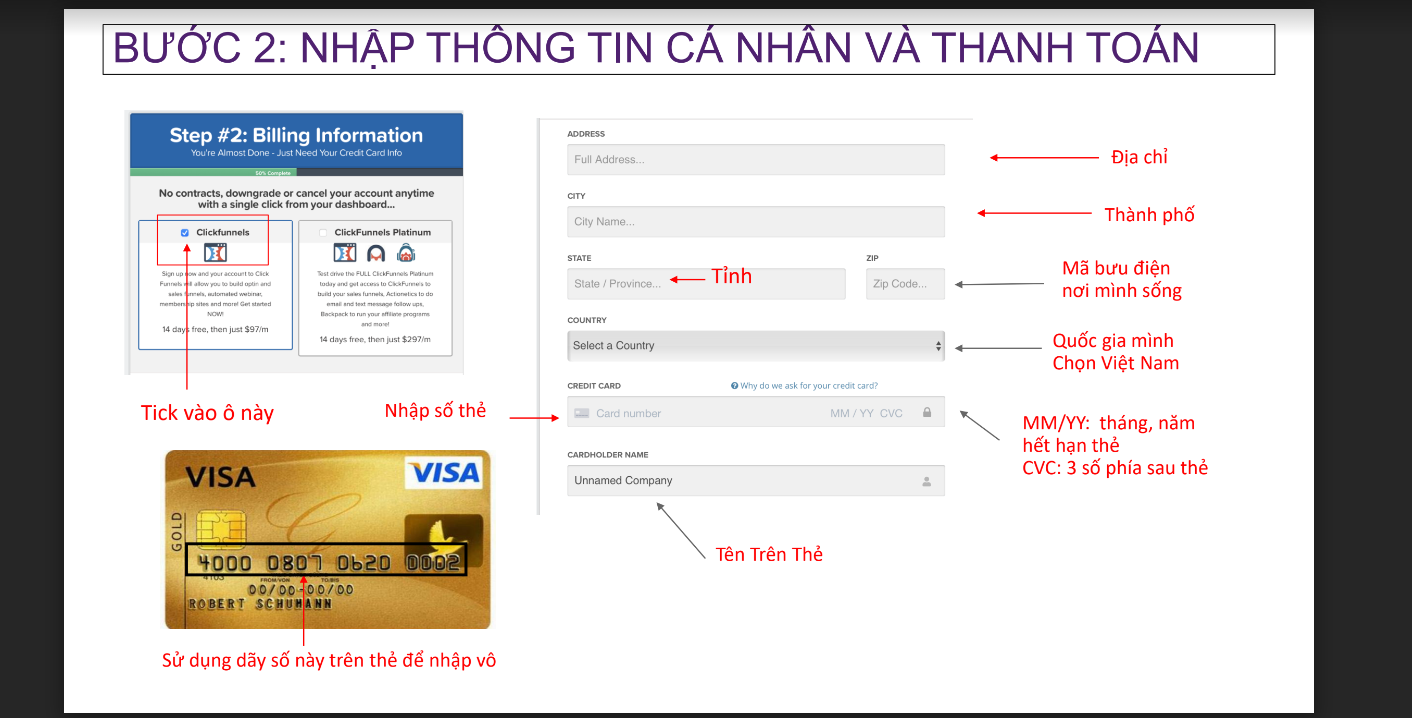 BƯỚC 2: NHẬP THÔNG TIN CÁ NHÂN VÀ THANH TOÁN
Step #2: Billing Information
You're Almost Done - Just Need Your Credit Card Info
50% Complete
No contracts, downgrade or cancel your account anytime
with a single click from your dashboard...
Clickfunnels
Sign up now and your account to Click
Funnels will allow you to build optin and
sales funnels, automated webinar,
membership sites and more! Get started
NOW!
14 days free, then just $97/m
ClickFunnels Platinum
Test drive the FULL ClickFunnels Platinum
today and get access to ClickFunnels to
build your sales funnels, Actionetics to do
email and text message follow ups,
Backpack to run your affiliate programs
and more!
14 days free, then just $297/m
Tick vào ô này
Nhập số thẻ
VISA
VISA
GOLD
4000 0807 0620 0002
4103
FROM/VON TO/BIS
00/00-00/00
ROBERT SCHUMANN
Sử dụng dãy số này trên thẻ để nhập vô
ADDRESS
Full Address...
Địa chỉ
CITY
City Name...
Thành phố
STATE
State / Province...
Tỉnh
ZIP
Zip Code...
Mã bưu điện
nơi mình sống
COUNTRY
Select a Country
Quốc gia mình
Chọn Việt Nam
CREDIT CARD
Why do we ask for your credit card?
Card number
MM / YY CVC
MM/YY: tháng, năm
hết hạn thẻ
CVC: 3 số phía sau thẻ
CARDHOLDER NAME
Unnamed Company
Tên Trên Thẻ